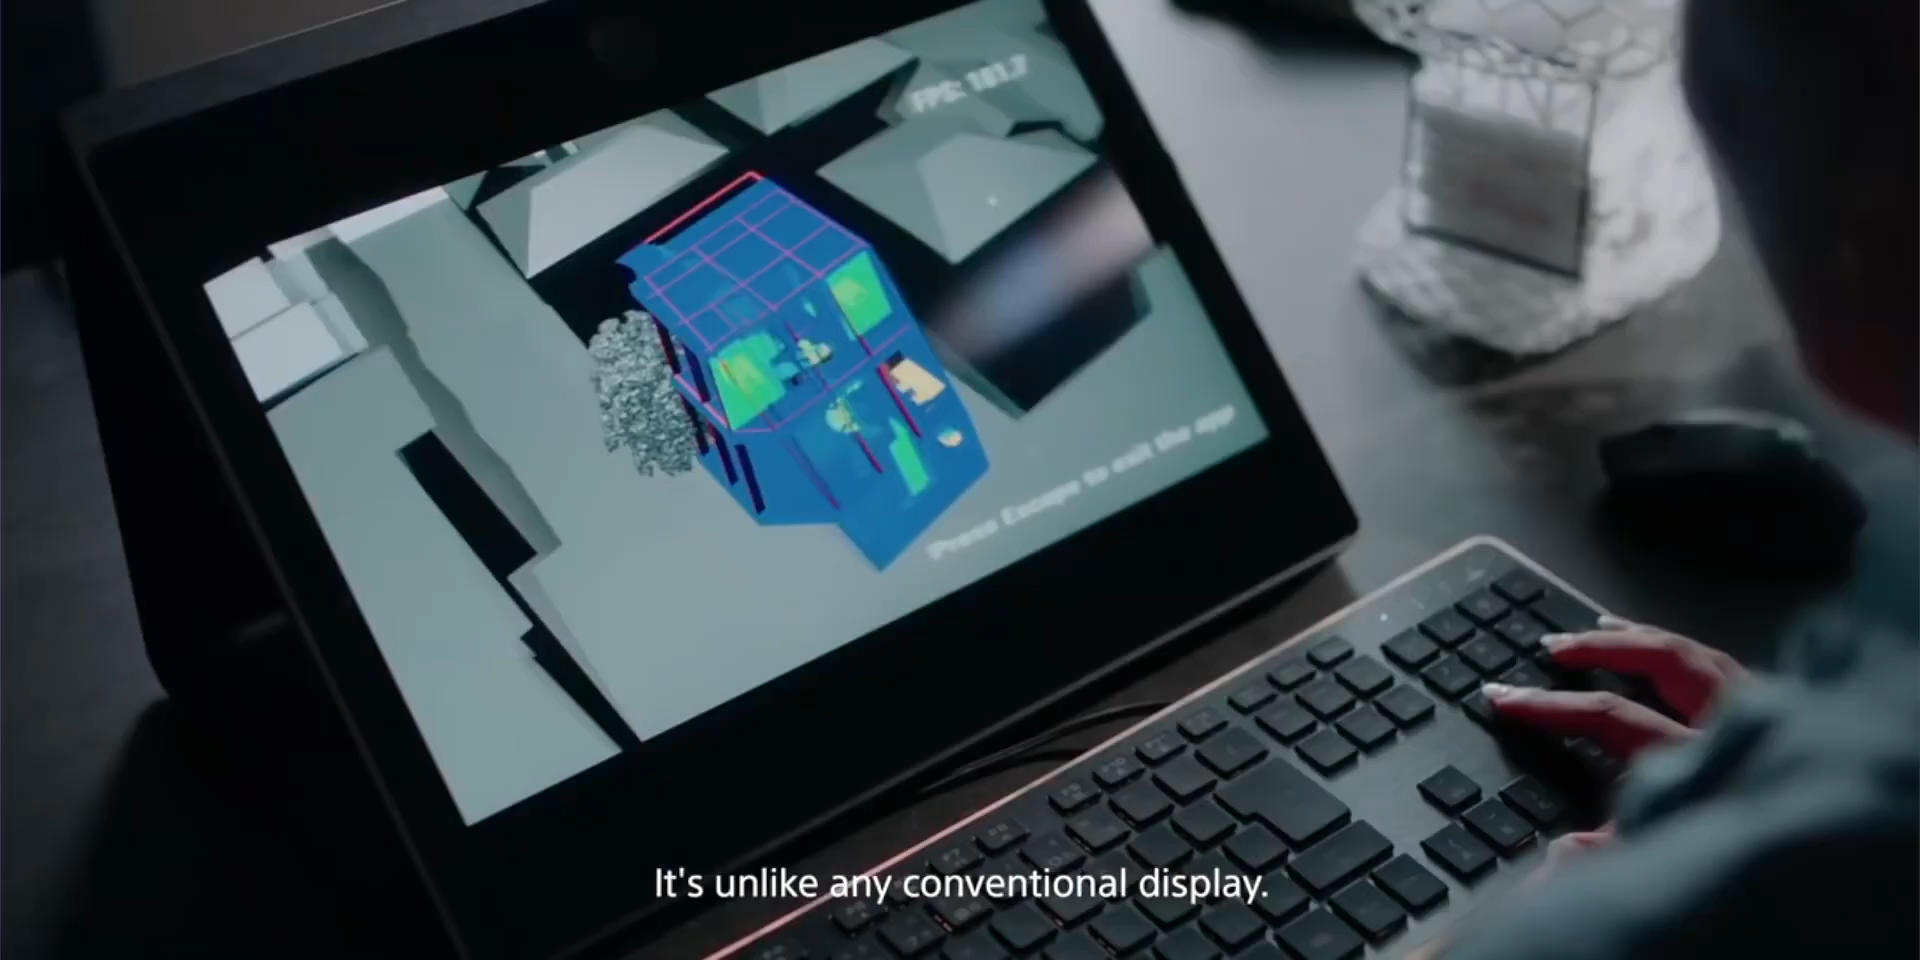 FPS: 181.7
Press Escape to exit the app
It's unlike any conventional display.